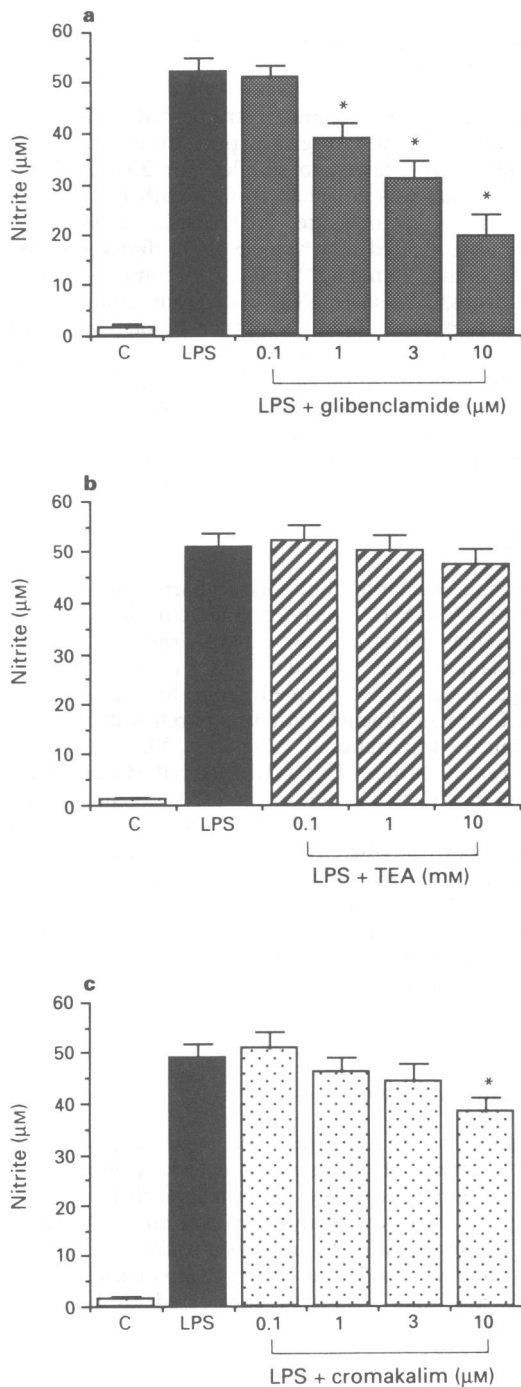 a
60
50
40
30
20
10
0
Nitrite (μM)
* * *
C LPS 0.1 1 3 10
LPS + glibenclamide (μM)
b
60
50
40
30
20
10
0
Nitrite (μM)
C LPS 0.1 1 10
LPS + TEA (mM)
c
60
50
40
30
20
10
0
Nitrite (μM)
*
C LPS 0.1 1 3 10
LPS + cromakalim (μM)